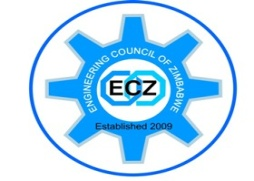 ENGINEERING COUNCIL OF ZIMBABWE
ECZ
Established 2009